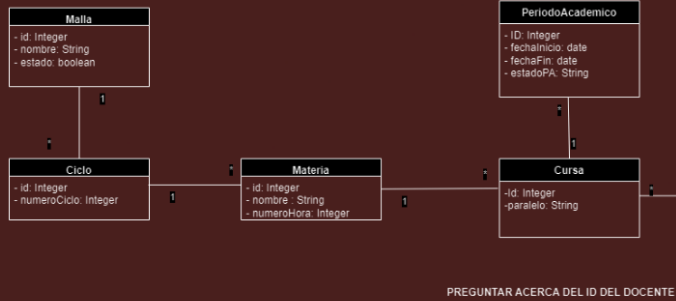 Malla
- id: Integer
- nombre: String
- estado: boolean
1
*
PeriodoAcademico
- ID: Integer
- fechaInicio: date
- fechaFin: date
- estadoPA: String
*
1
Ciclo
- id: Integer
- numeroCiclo: Integer
1
*
Materia
- id: Integer
- nombre : String
- numeroHora: Integer
1
*
Cursa
-Id: Integer
-paralelo: String
*
PREGUNTAR ACERCA DEL ID DEL DOCENTE